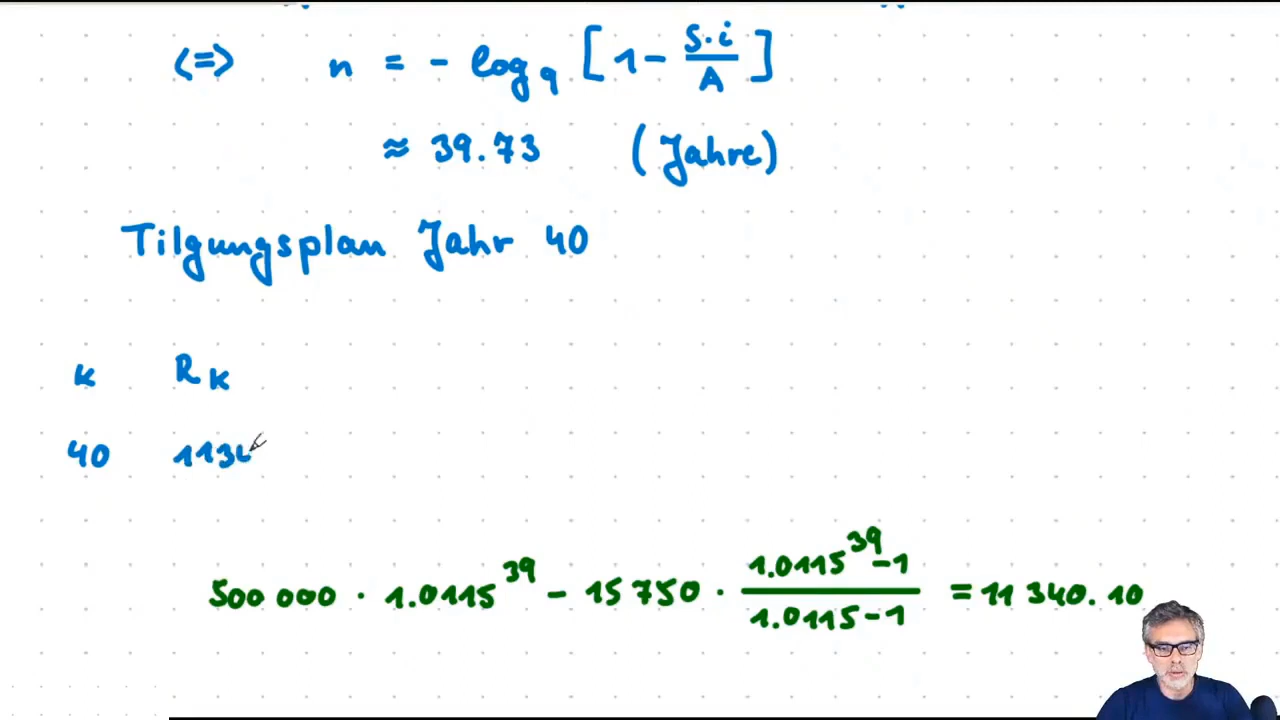 <=> n = - log_q [1 - S·i/A]
≈ 39.73 (Jahre)
Tilgungsplan Jahr 40
k R_k
40 1134
500 000 · 1.0115^39 - 15 750 · (1.0115^39 - 1)/(1.0115 - 1) = 11 340.10